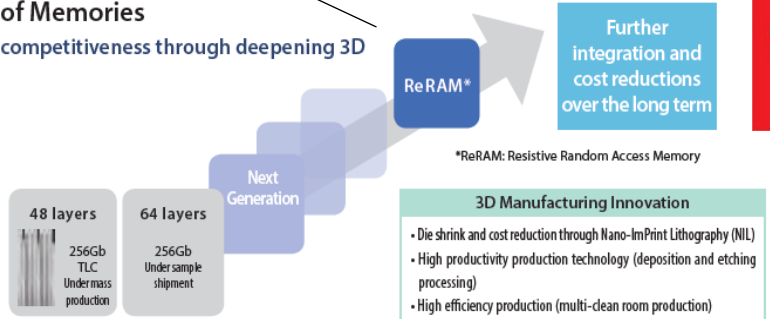 of Memories
competitiveness through deepening 3D
Further
integration and
cost reductions
over the long term
ReRAM*
*ReRAM: Resistive Random Access Memory
Next
Generation
48 layers
256Gb
TLC
Under mass
production
64 layers
256Gb
Under sample
shipment
3D Manufacturing Innovation
• Die shrink and cost reduction through Nano-ImPrint Lithography (NIL)
• High productivity production technology (deposition and etching
processing)
• High efficiency production (multi-clean room production)